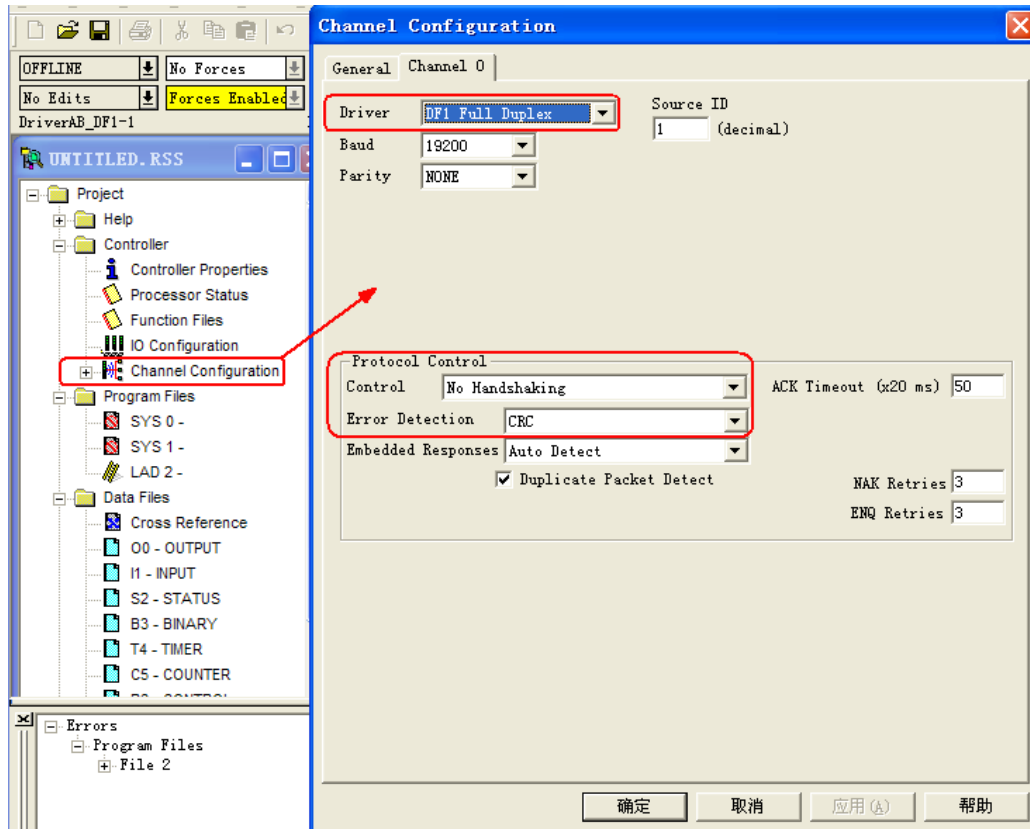 OFFLINE
No Forces
No Edits
Forces Enabled
DriverAB_DF1-1
UNTITLED.RSS
Project
Help
Controller
Controller Properties
Processor Status
Function Files
IO Configuration
Channel Configuration
Program Files
SYS 0 -
SYS 1 -
LAD 2 -
Data Files
Cross Reference
O0 - OUTPUT
I1 - INPUT
S2 - STATUS
B3 - BINARY
T4 - TIMER
C5 - COUNTER
Errors
Program Files
File 2
Channel Configuration
General
Channel 0
Driver
DF1 Full Duplex
Source ID
1
(decimal)
Baud
19200
Parity
NONE
Protocol Control
Control
No Handshaking
ACK Timeout (x20 ms)
50
Error Detection
CRC
Embedded Responses
Auto Detect
Duplicate Packet Detect
NAK Retries
3
ENQ Retries
3
确定
取消
应用(A)
帮助